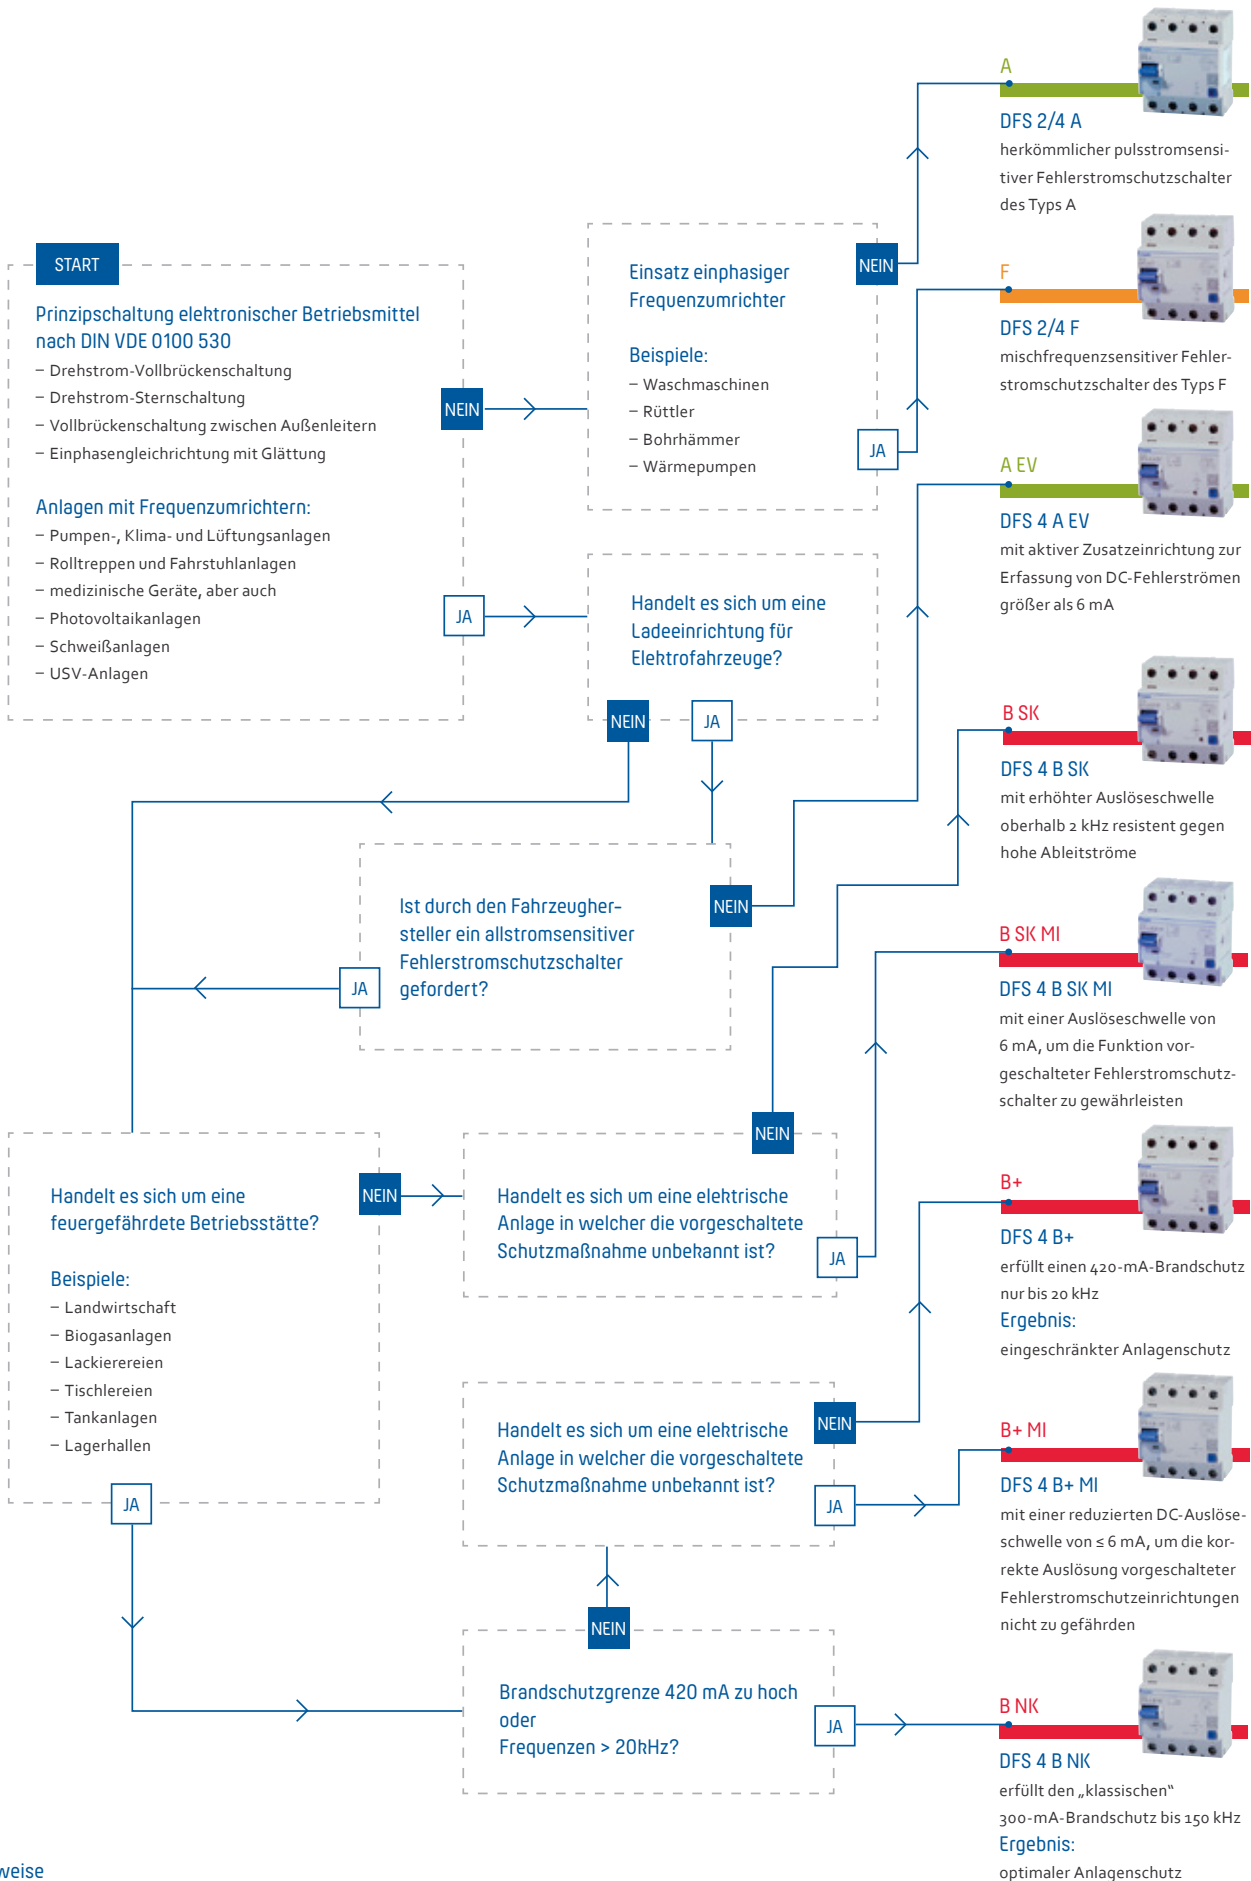 START
Prinzipschaltung elektronischer Betriebsmittel
nach DIN VDE 0100 530
– Drehstrom-Vollbrückenschaltung
– Drehstrom-Sternschaltung
– Vollbrückenschaltung zwischen Außenleitern
– Einphasengleichrichtung mit Glättung
Anlagen mit Frequenzumrichtern:
– Pumpen-, Klima- und Lüftungsanlagen
– Rolltreppen und Fahrstuhlanlagen
– medizinische Geräte, aber auch
– Photovoltaikanlagen
– Schweißanlagen
– USV-Anlagen
NEIN
JA
Einsatz einphasiger
Frequenzumrichter
Beispiele:
– Waschmaschinen
– Rüttler
– Bohrhämmer
– Wärmepumpen
NEIN
JA
Handelt es sich um eine
Ladeeinrichtung für
Elektrofahrzeuge?
NEIN
JA
Ist durch den Fahrzeugher-
steller ein allstromsensitiver
Fehlerstromschutzschalter
gefordert?
NEIN
JA
Handelt es sich um eine
feuergefährdete Betriebsstätte?
Beispiele:
– Landwirtschaft
– Biogasanlagen
– Lackierereien
– Tischlereien
– Tankanlagen
– Lagerhallen
NEIN
JA
Handelt es sich um eine elektrische
Anlage in welcher die vorgeschaltete
Schutzmaßnahme unbekannt ist?
NEIN
JA
Handelt es sich um eine elektrische
Anlage in welcher die vorgeschaltete
Schutzmaßnahme unbekannt ist?
NEIN
JA
NEIN
Brandschutzgrenze 420 mA zu hoch
oder
Frequenzen > 20kHz?
JA
A
DFS 2/4 A
herkömmlicher pulsstromsensi-
tiver Fehlerstromschutzschalter
des Typs A
F
DFS 2/4 F
mischfrequenzsensitiver Fehler-
stromschutzschalter des Typs F
A EV
DFS 4 A EV
mit aktiver Zusatzeinrichtung zur
Erfassung von DC-Fehlerströmen
größer als 6 mA
B SK
DFS 4 B SK
mit erhöhter Auslöseschwelle
oberhalb 2 kHz resistent gegen
hohe Ableitströme
B SK MI
DFS 4 B SK MI
mit einer Auslöseschwelle von
6 mA, um die Funktion vor-
geschalteter Fehlerstromschutz-
schalter zu gewährleisten
B+
DFS 4 B+
erfüllt einen 420-mA-Brandschutz
nur bis 20 kHz
Ergebnis:
eingeschränkter Anlagenschutz
B+ MI
DFS 4 B+ MI
mit einer reduzierten DC-Auslöse-
schwelle von ≤ 6 mA, um die kor-
rekte Auslösung vorgeschalteter
Fehlerstromschutzeinrichtungen
nicht zu gefährden
B NK
DFS 4 B NK
erfüllt den „klassischen“
300-mA-Brandschutz bis 150 kHz
Ergebnis:
optimaler Anlagenschutz
weise